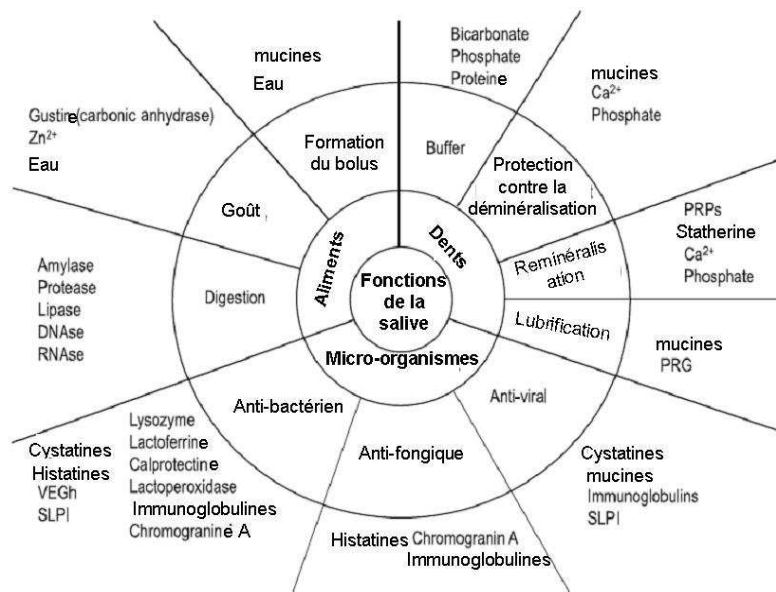 mucines
Eau
Bicarbonate
Phosphate
Proteine
mucines
Ca²⁺
Phosphate
Gustine(carbonic anhydrase)
Zn²⁺
Eau
Formation
du bolus
Buffer
Protection
contre la
déminéralisation
Goût
PRPs
Statherine
Ca²⁺
Phosphate
Reminéralis
ation
Aliments
Dents
Fonctions
de la
salive
Amylase
Protease
Lipase
DNAse
RNAse
Digestion
Lubrification
mucines
PRG
Micro-organismes
Anti-bactérien
Anti-viral
Anti-fongique
Cystatines
Histatines
VEGh
SLPI
Lysozyme
Lactoferrine
Calprotectine
Lactoperoxidase
Immunoglobulines
Chromogranine A
Histatines Chromogranin A
Immunoglobulines
Cystatines
mucines
Immunoglobulins
SLPI